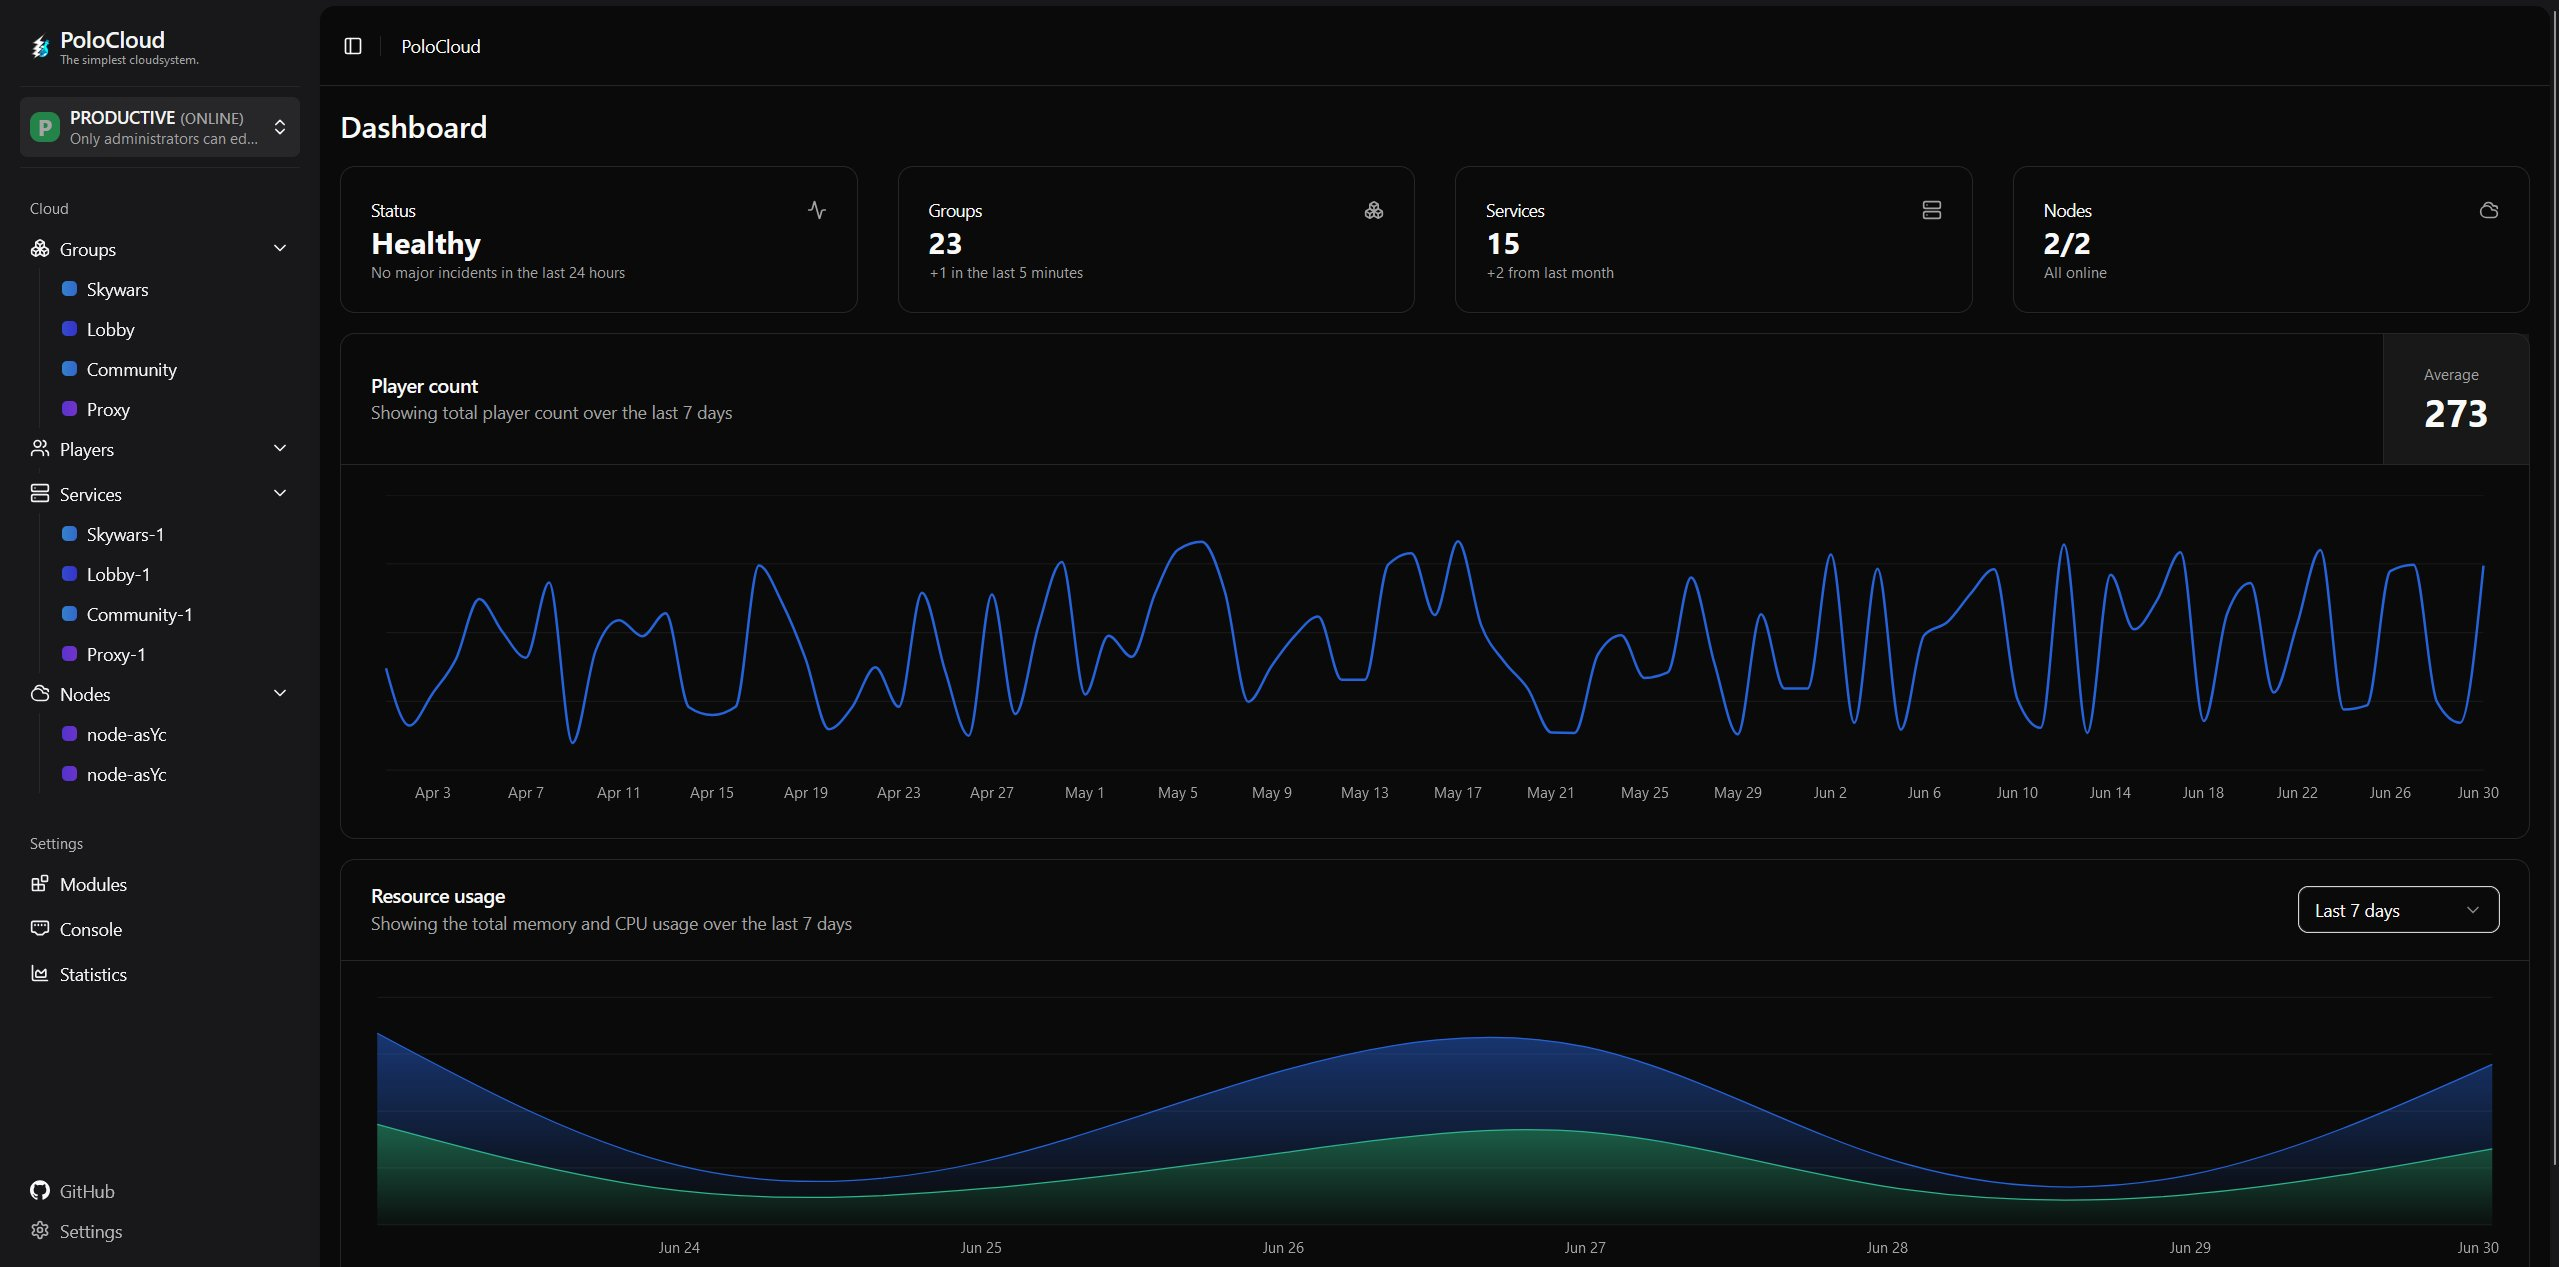 PoloCloud
The simplest cloudsystem.
P
PRODUCTIVE (ONLINE)
Only administrators can ed...
Cloud
Groups
Skywars
Lobby
Community
Proxy
Players
Services
Skywars-1
Lobby-1
Community-1
Proxy-1
Nodes
node-asYc
node-asYc
Settings
Modules
Console
Statistics
GitHub
Settings
PoloCloud
Dashboard
Status
Healthy
No major incidents in the last 24 hours
Groups
23
+1 in the last 5 minutes
Services
15
+2 from last month
Nodes
2/2
All online
Player count
Showing total player count over the last 7 days
Average
273
Apr 3 Apr 7 Apr 11 Apr 15 Apr 19 Apr 23 Apr 27 May 1 May 5 May 9 May 13 May 17 May 21 May 25 May 29 Jun 2 Jun 6 Jun 10 Jun 14 Jun 18 Jun 22 Jun 26 Jun 30
Resource usage
Showing the total memory and CPU usage over the last 7 days
Last 7 days
Jun 24 Jun 25 Jun 26 Jun 27 Jun 28 Jun 29 Jun 30